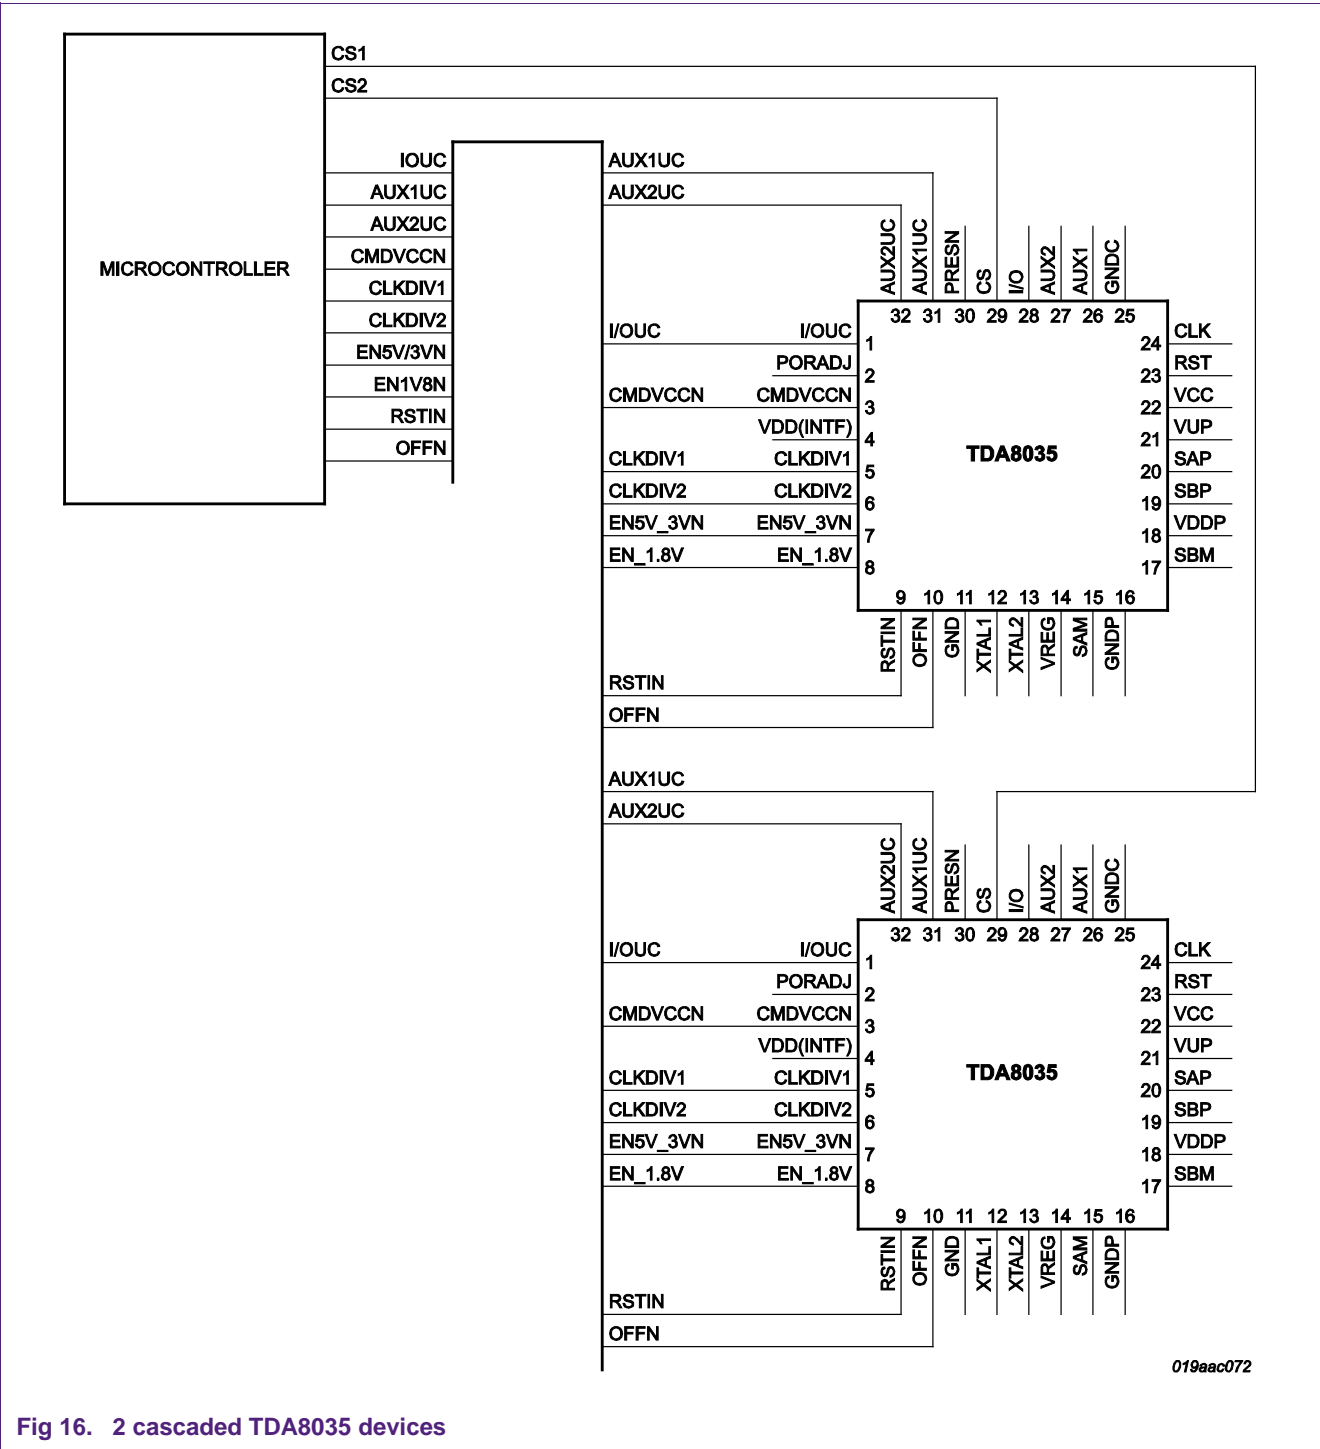 CS1
CS2
IOUC
AUX1UC
AUX2UC
CMDVCCN
CLKDIV1
CLKDIV2
EN5V/3VN
EN1V8N
RSTIN
OFFN
MICROCONTROLLER
AUX1UC
AUX2UC
AUX2UC
AUX1UC
PRESN
CS
I/O
AUX2
AUX1
GNDC
32 31 30 29 28 27 26 25
I/OUC I/OUC 1
PORADJ 2
CMDVCCN CMDVCCN 3
VDD(INTF) 4
CLKDIV1 CLKDIV1 5
CLKDIV2 CLKDIV2 6
EN5V_3VN EN5V_3VN 7
EN_1.8V EN_1.8V 8
TDA8035
24 CLK
23 RST
22 VCC
21 VUP
20 SAP
19 SBP
18 VDDP
17 SBM
9 10 11 12 13 14 15 16
RSTIN
OFFN
GND
XTAL1
XTAL2
VREG
SAM
GNDP
RSTIN
OFFN
AUX1UC
AUX2UC
AUX2UC
AUX1UC
PRESN
CS
I/O
AUX2
AUX1
GNDC
32 31 30 29 28 27 26 25
I/OUC I/OUC 1
PORADJ 2
CMDVCCN CMDVCCN 3
VDD(INTF) 4
CLKDIV1 CLKDIV1 5
CLKDIV2 CLKDIV2 6
EN5V_3VN EN5V_3VN 7
EN_1.8V EN_1.8V 8
TDA8035
24 CLK
23 RST
22 VCC
21 VUP
20 SAP
19 SBP
18 VDDP
17 SBM
9 10 11 12 13 14 15 16
RSTIN
OFFN
GND
XTAL1
XTAL2
VREG
SAM
GNDP
RSTIN
OFFN
019aac072
Fig 16. 2 cascaded TDA8035 devices